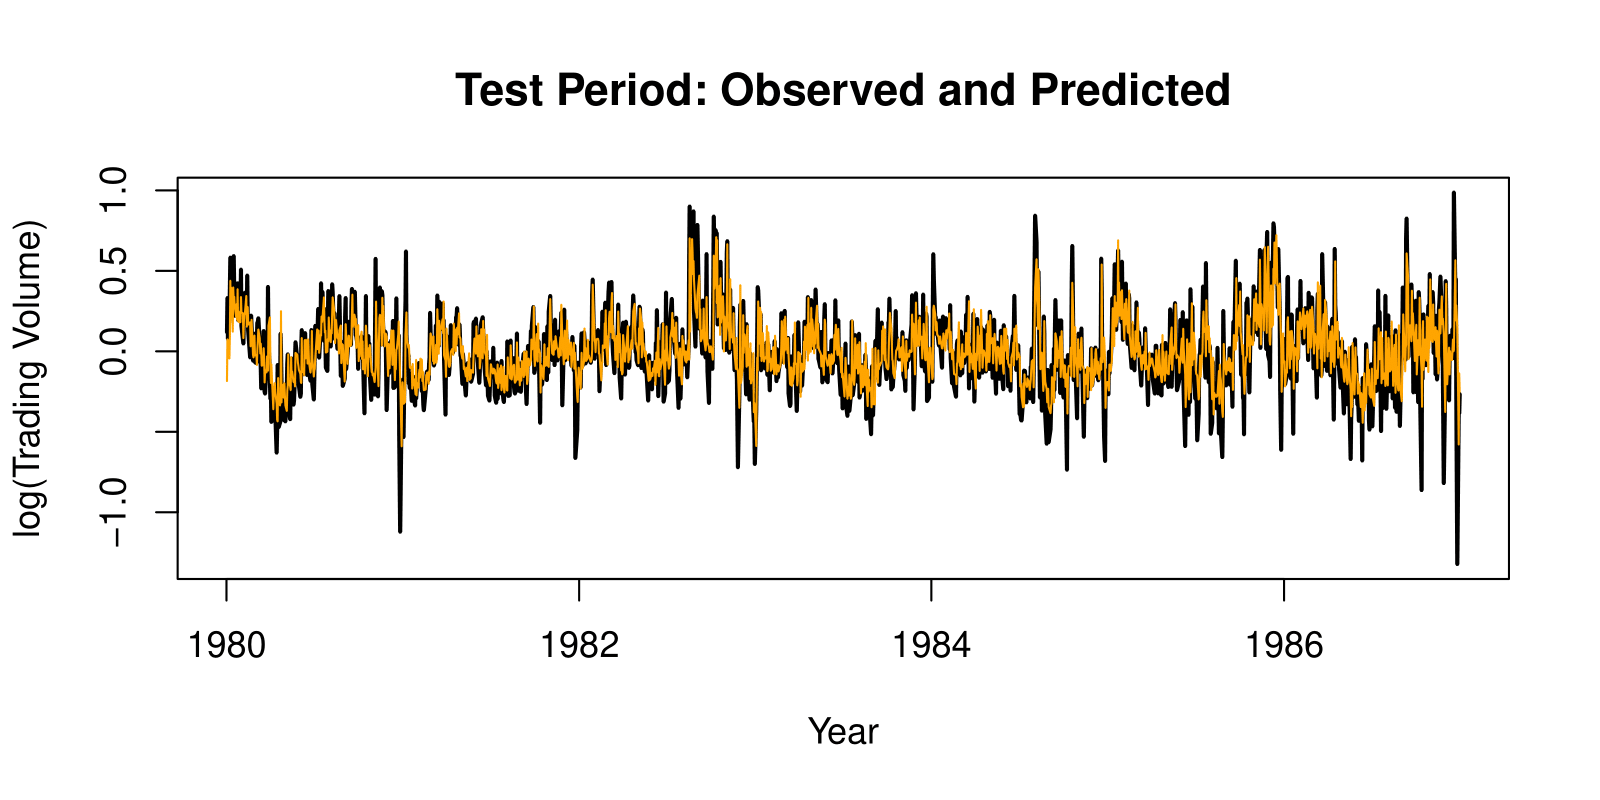 Test Period: Observed and Predicted
log(Trading Volume)
1.0
0.5
0.0
−1.0
1980 1982 1984 1986
Year